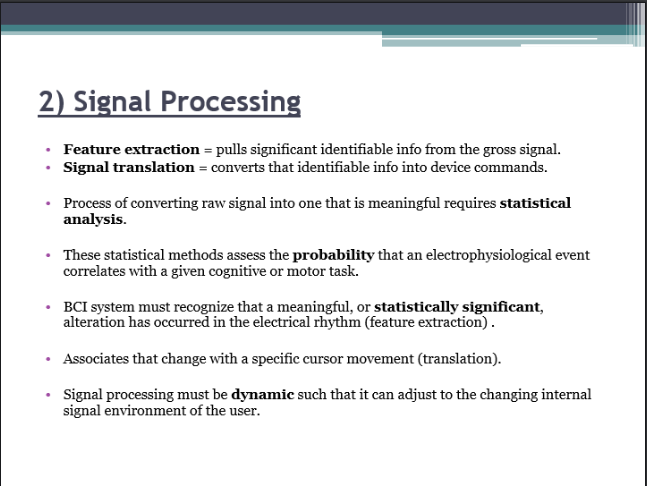 2) Signal Processing
• Feature extraction = pulls significant identifiable info from the gross signal.
• Signal translation = converts that identifiable info into device commands.
• Process of converting raw signal into one that is meaningful requires statistical
analysis.
• These statistical methods assess the probability that an electrophysiological event
correlates with a given cognitive or motor task.
• BCI system must recognize that a meaningful, or statistically significant,
alteration has occurred in the electrical rhythm (feature extraction) .
• Associates that change with a specific cursor movement (translation).
• Signal processing must be dynamic such that it can adjust to the changing internal
signal environment of the user.